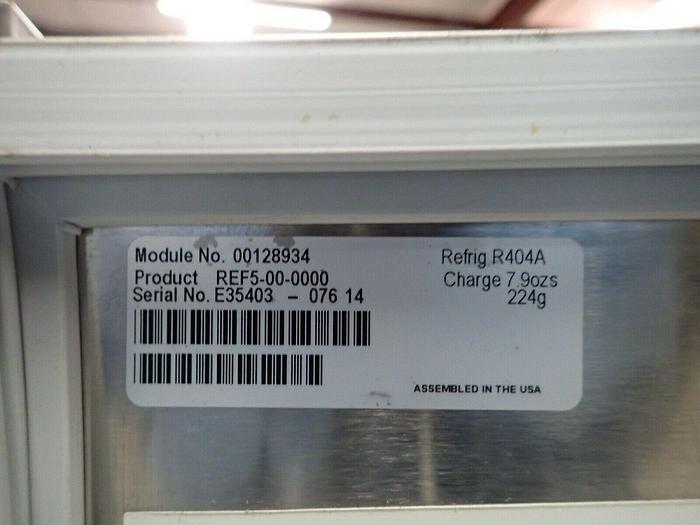 Module No. 00128934
Product REF5-00-0000
Serial No. E35403 – 076 14
Refrig R404A
Charge 7.9ozs
224g
ASSEMBLED IN THE USA